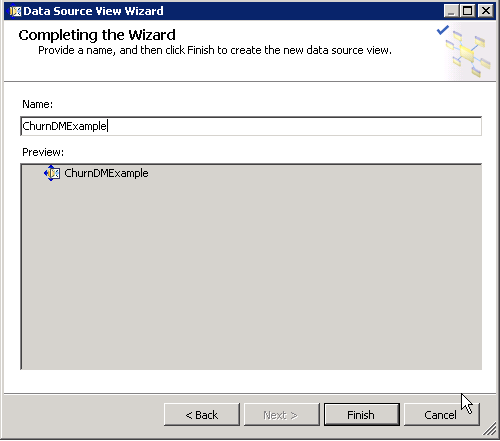 Data Source View Wizard
Completing the Wizard
Provide a name, and then click Finish to create the new data source view.
Name:
ChurnDMExample
Preview:
ChurnDMExample
< Back
Next >
Finish
Cancel